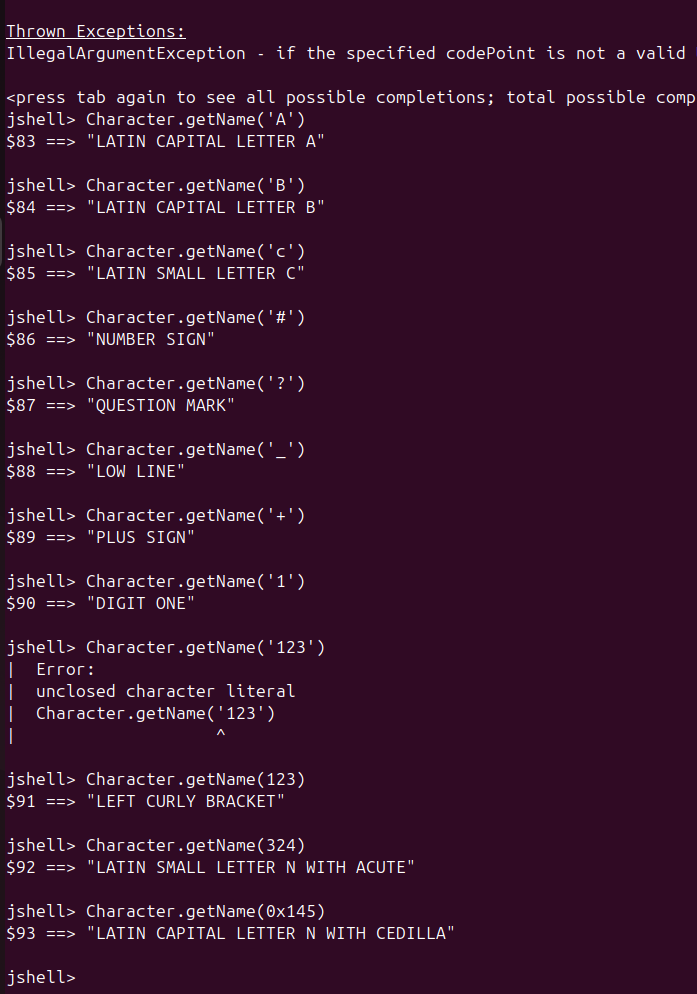 Thrown Exceptions:
IllegalArgumentException - if the specified codePoint is not a valid
<press tab again to see all possible completions; total possible comp
jshell> Character.getName('A')
$83 ==> "LATIN CAPITAL LETTER A"
jshell> Character.getName('B')
$84 ==> "LATIN CAPITAL LETTER B"
jshell> Character.getName('c')
$85 ==> "LATIN SMALL LETTER C"
jshell> Character.getName('#')
$86 ==> "NUMBER SIGN"
jshell> Character.getName('?')
$87 ==> "QUESTION MARK"
jshell> Character.getName('_')
$88 ==> "LOW LINE"
jshell> Character.getName('+')
$89 ==> "PLUS SIGN"
jshell> Character.getName('1')
$90 ==> "DIGIT ONE"
jshell> Character.getName('123')
|  Error:
|  unclosed character literal
|  Character.getName('123')
|                    ^
jshell> Character.getName(123)
$91 ==> "LEFT CURLY BRACKET"
jshell> Character.getName(324)
$92 ==> "LATIN SMALL LETTER N WITH ACUTE"
jshell> Character.getName(0x145)
$93 ==> "LATIN CAPITAL LETTER N WITH CEDILLA"
jshell>